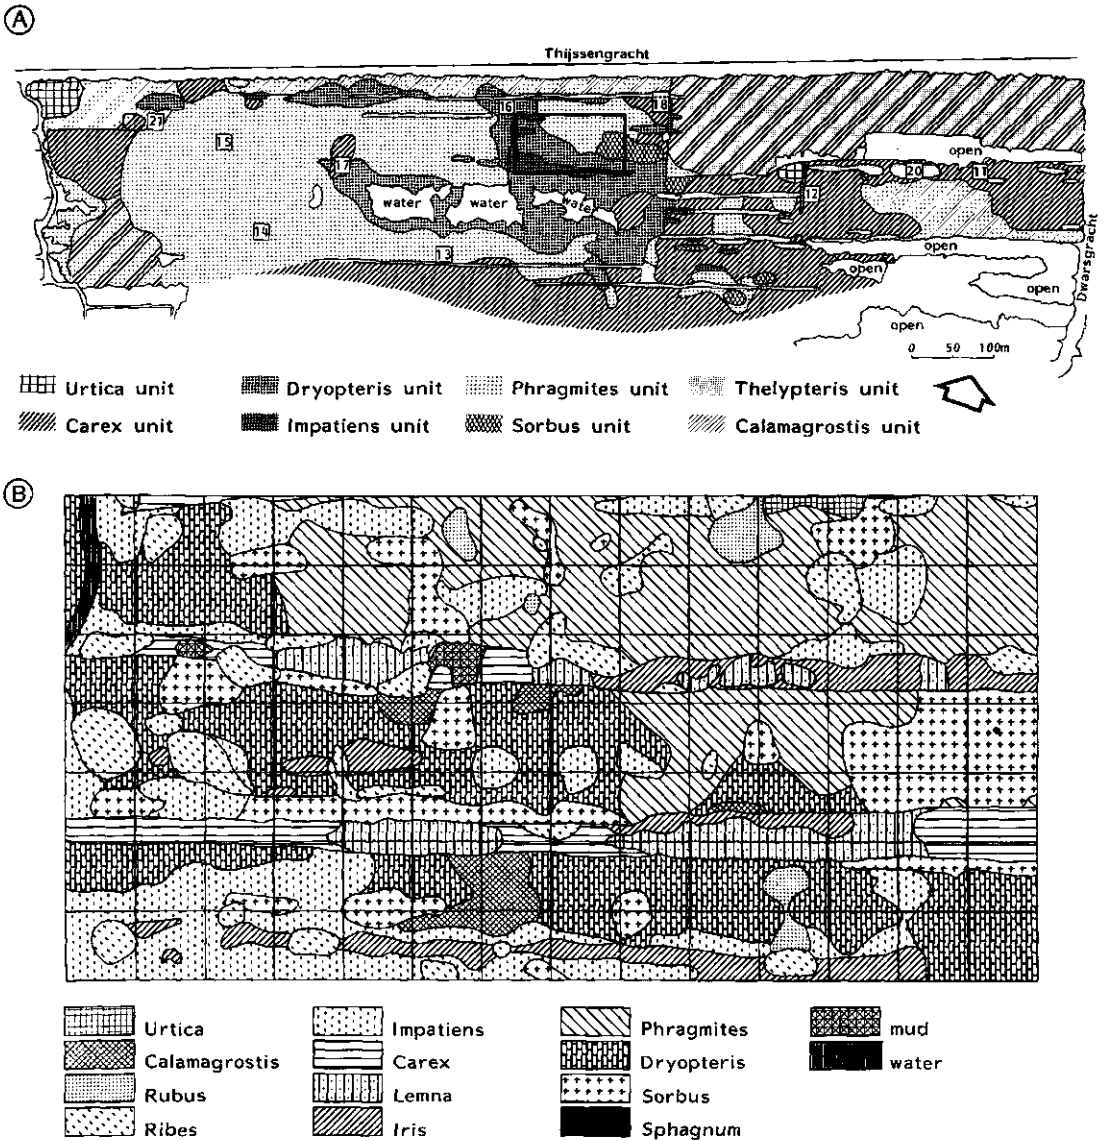 A
Thijssengracht
16
18
21
15
open
17
20
11
12
water
water
water
14
13
open
open
open
open
Dwarsgracht
0 50 100m
Urtica unit
Dryopteris unit
Phragmites unit
Thelypteris unit
Carex unit
Impatiens unit
Sorbus unit
Calamagrostis unit
B
Urtica
Impatiens
Phragmites
mud
Calamagrostis
Carex
Dryopteris
water
Rubus
Lemna
Sorbus
Ribes
Iris
Sphagnum